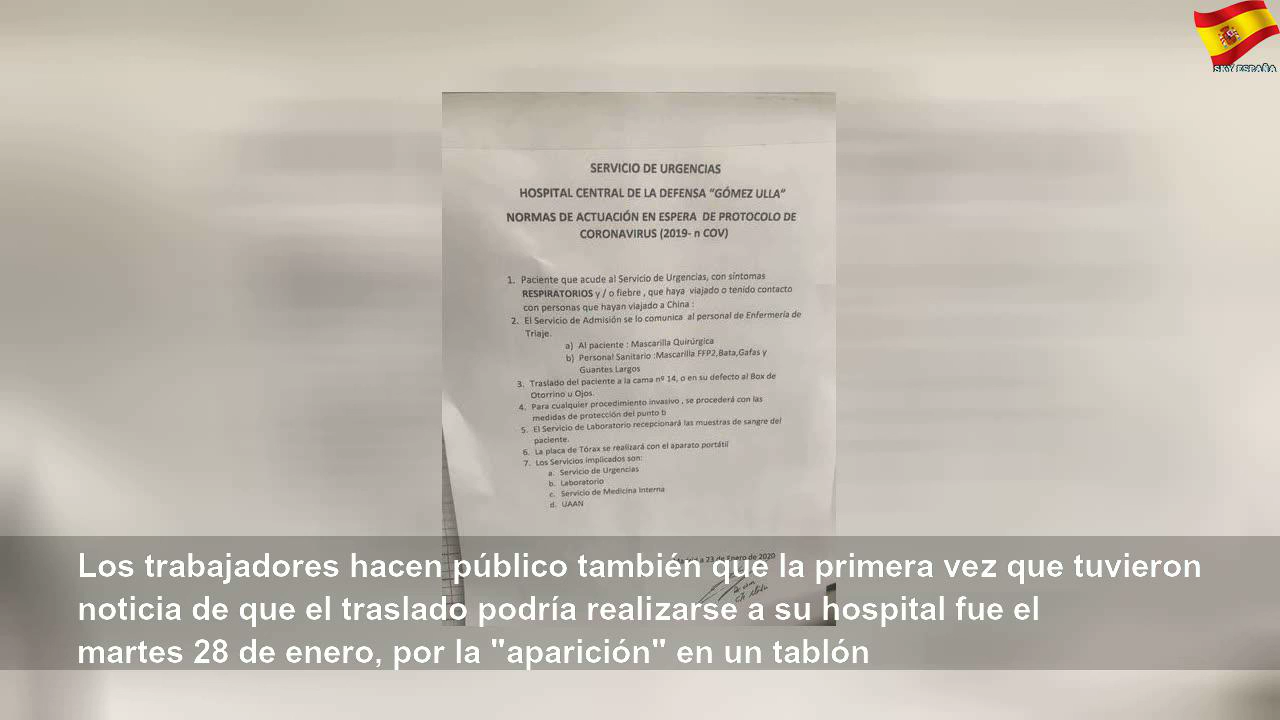 SKY ESPAÑA
SERVICIO DE URGENCIAS
HOSPITAL CENTRAL DE LA DEFENSA "GÓMEZ ULLA"
NORMAS DE ACTUACIÓN EN ESPERA DE PROTOCOLO DE
CORONAVIRUS (2019- n COV)
1. Paciente que acude al Servicio de Urgencias, con síntomas
RESPIRATORIOS y / o fiebre , que haya viajado o tenido contacto
con personas que hayan viajado a China :
2. El Servicio de Admisión se lo comunica al personal de Enfermería de
Triaje.
a) Al paciente : Mascarilla Quirúrgica
b) Personal Sanitario :Mascarilla FFP2,Bata,Gafas y
Guantes Largos
3. Traslado del paciente a la cama nº 14, o en su defecto al Box de
Otorrino u Ojos.
4. Para cualquier procedimiento invasivo , se procederá con las
medidas de protección del punto b
5. El Servicio de Laboratorio recepcionará las muestras de sangre del
paciente.
6. La placa de Tórax se realizará con el aparato portátil
7. Los Servicios implicados son:
a. Servicio de Urgencias
b. Laboratorio
c. Servicio de Medicina Interna
d. UAAN
a 23 de Enero de 2020
Los trabajadores hacen público también que la primera vez que tuvieron
noticia de que el traslado podría realizarse a su hospital fue el
martes 28 de enero, por la "aparición" en un tablón